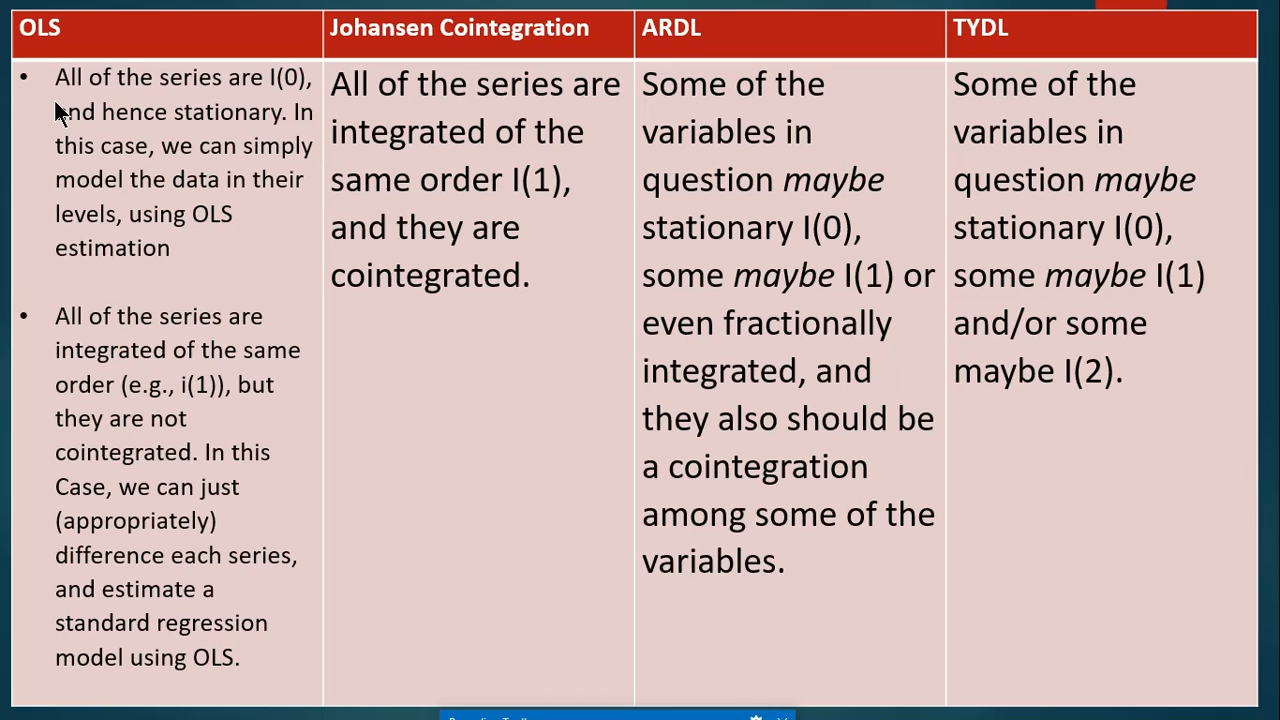 OLS
• All of the series are I(0),
and hence stationary. In
this case, we can simply
model the data in their
levels, using OLS
estimation
• All of the series are
integrated of the same
order (e.g., i(1)), but
they are not
cointegrated. In this
Case, we can just
(appropriately)
difference each series,
and estimate a
standard regression
model using OLS.
Johansen Cointegration
All of the series are
integrated of the
same order I(1),
and they are
cointegrated.
ARDL
Some of the
variables in
question maybe
stationary I(0),
some maybe I(1) or
even fractionally
integrated, and
they also should be
a cointegration
among some of the
variables.
TYDL
Some of the
variables in
question maybe
stationary I(0),
some maybe I(1)
and/or some
maybe I(2).